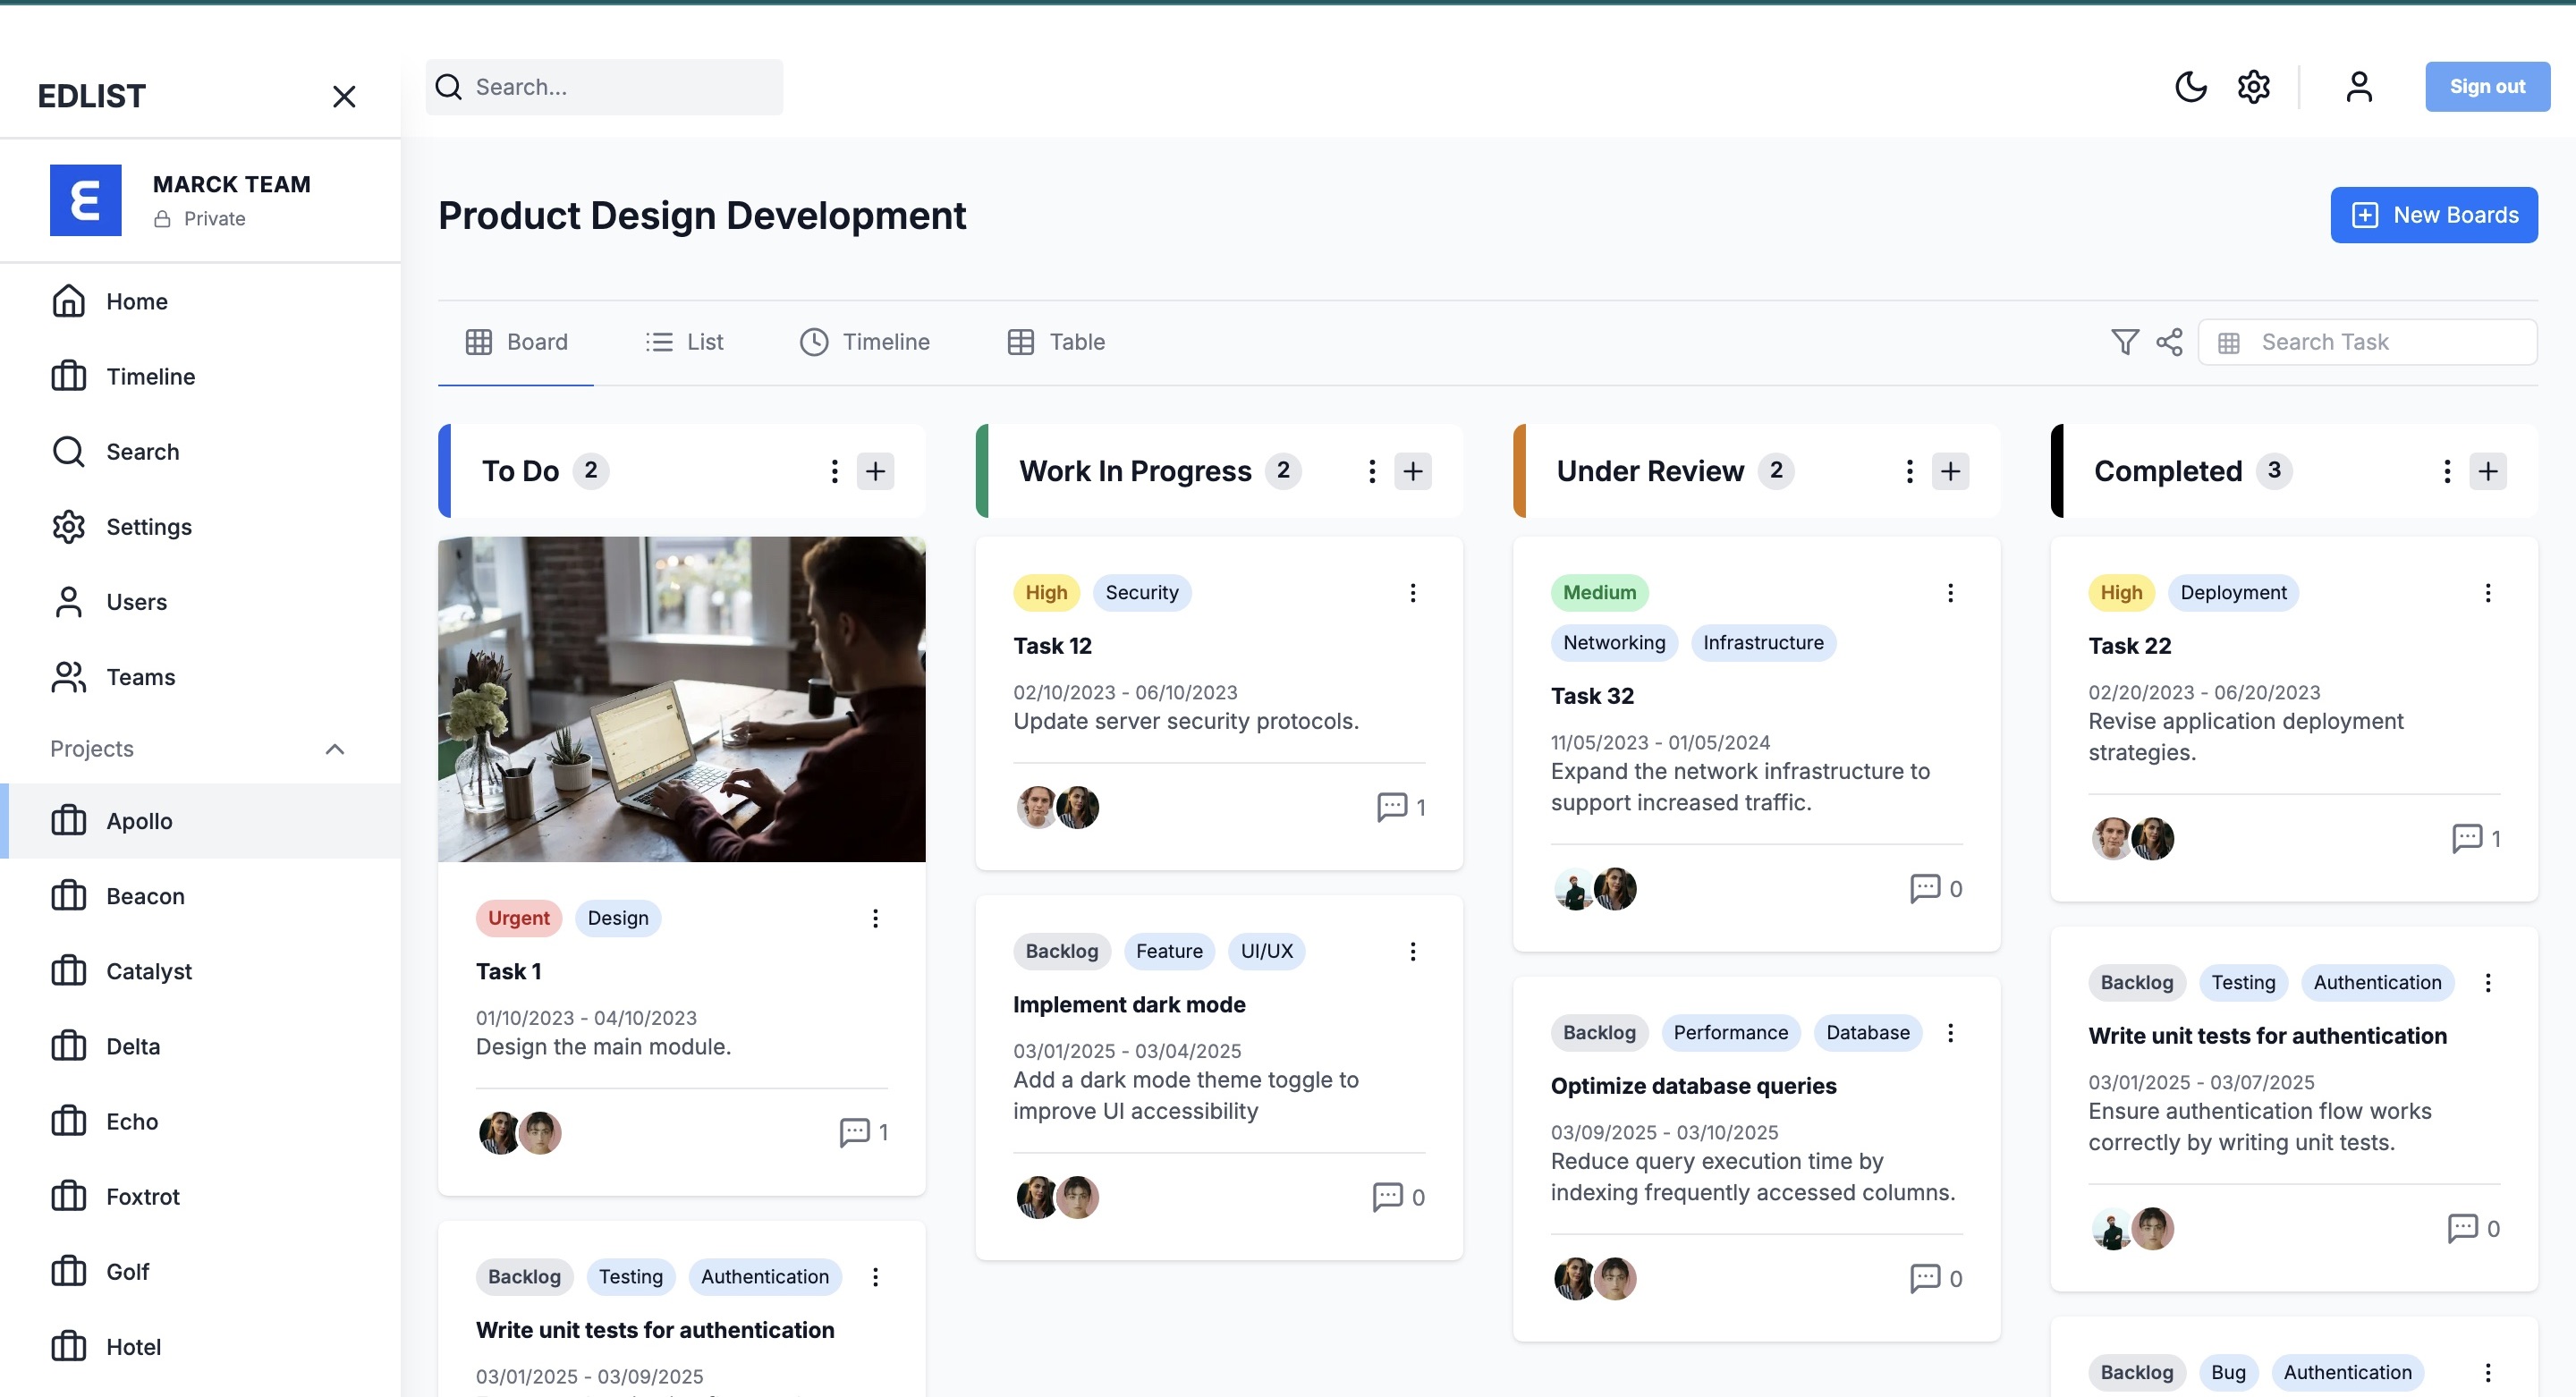 EDLIST
Search...
Sign out
MARCK TEAM
Private
Home
Timeline
Search
Settings
Users
Teams
Projects
Apollo
Beacon
Catalyst
Delta
Echo
Foxtrot
Golf
Hotel
Product Design Development
New Boards
Board
List
Timeline
Table
Search Task
To Do 2
Urgent Design
Task 1
01/10/2023 - 04/10/2023
Design the main module.
1
Backlog Testing Authentication
Write unit tests for authentication
03/01/2025 - 03/09/2025
Work In Progress 2
High Security
Task 12
02/10/2023 - 06/10/2023
Update server security protocols.
1
Backlog Feature UI/UX
Implement dark mode
03/01/2025 - 03/04/2025
Add a dark mode theme toggle to
improve UI accessibility
0
Under Review 2
Medium
Networking Infrastructure
Task 32
11/05/2023 - 01/05/2024
Expand the network infrastructure to
support increased traffic.
0
Backlog Performance Database
Optimize database queries
03/09/2025 - 03/10/2025
Reduce query execution time by
indexing frequently accessed columns.
0
Completed 3
High Deployment
Task 22
02/20/2023 - 06/20/2023
Revise application deployment
strategies.
1
Backlog Testing Authentication
Write unit tests for authentication
03/01/2025 - 03/07/2025
Ensure authentication flow works
correctly by writing unit tests.
0
Backlog Bug Authentication